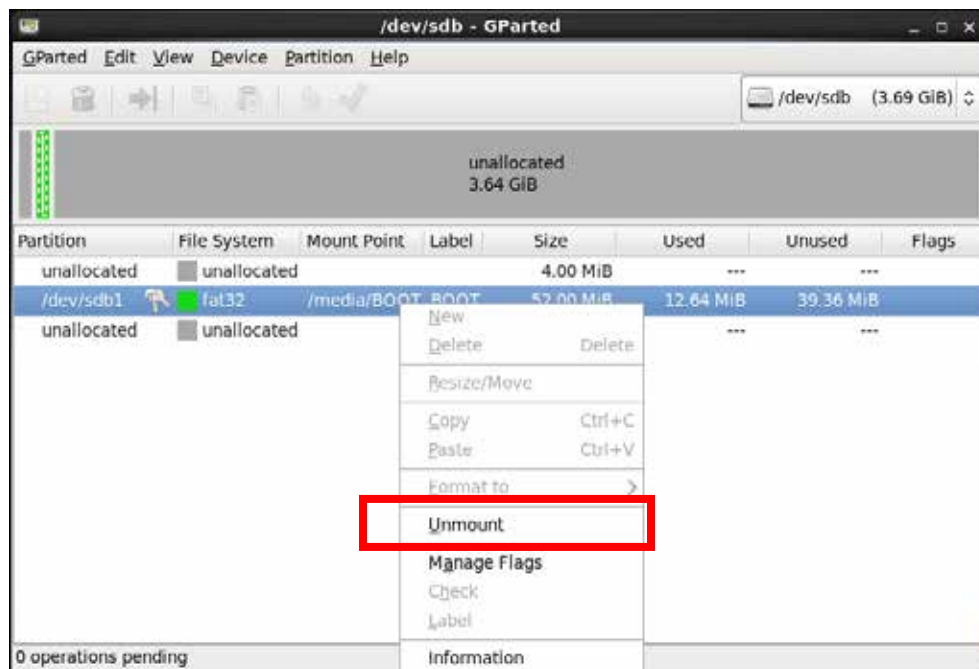 /dev/sdb - GParted
GParted Edit View Device Partition Help
/dev/sdb (3.69 GiB)
unallocated
3.64 GiB
Partition File System Mount Point Label Size Used Unused Flags
unallocated unallocated 4.00 MiB --- ---
/dev/sdb1 fat32 /media/BOOT BOOT 52.00 MiB 12.64 MiB 39.36 MiB
unallocated unallocated --- ---
New
Delete Delete
Resize/Move
Copy Ctrl+C
Paste Ctrl+V
Format to
Unmount
Manage Flags
Check
Label
Information
0 operations pending